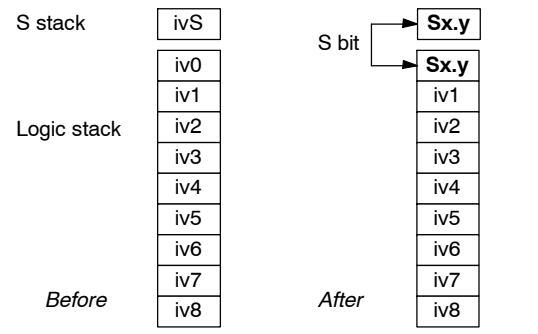 S stack ivS Sx.y
S bit
iv0 Sx.y
iv1 iv1
Logic stack iv2 iv2
iv3 iv3
iv4 iv4
iv5 iv5
iv6 iv6
iv7 iv7
Before iv8 After iv8